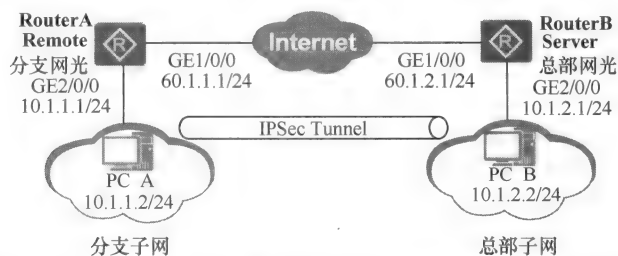 RouterA
Remote
分支网光
GE2/0/0
10.1.1.1/24
R
GE1/0/0
60.1.1.1/24
Internet
GE1/0/0
60.1.2.1/24
R
RouterB
Server
总部网光
GE2/0/0
10.1.2.1/24
IPSec Tunnel
PC A
10.1.1.2/24
PC B
10.1.2.2/24
分支子网
总部子网